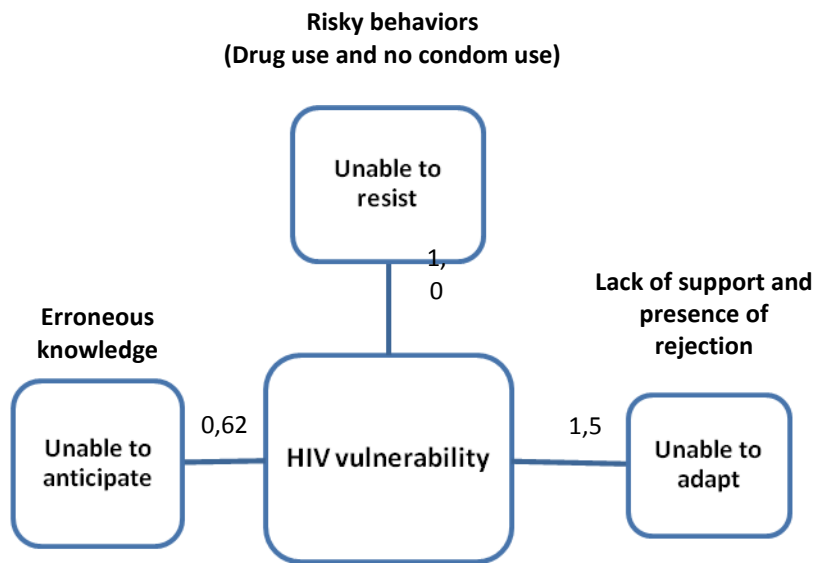 Risky behaviors
(Drug use and no condom use)
Unable to
resist
1,
0
Lack of support and
presence of
rejection
Erroneous
knowledge
0,62
1,5
Unable to
anticipate
HIV vulnerability
Unable to
adapt